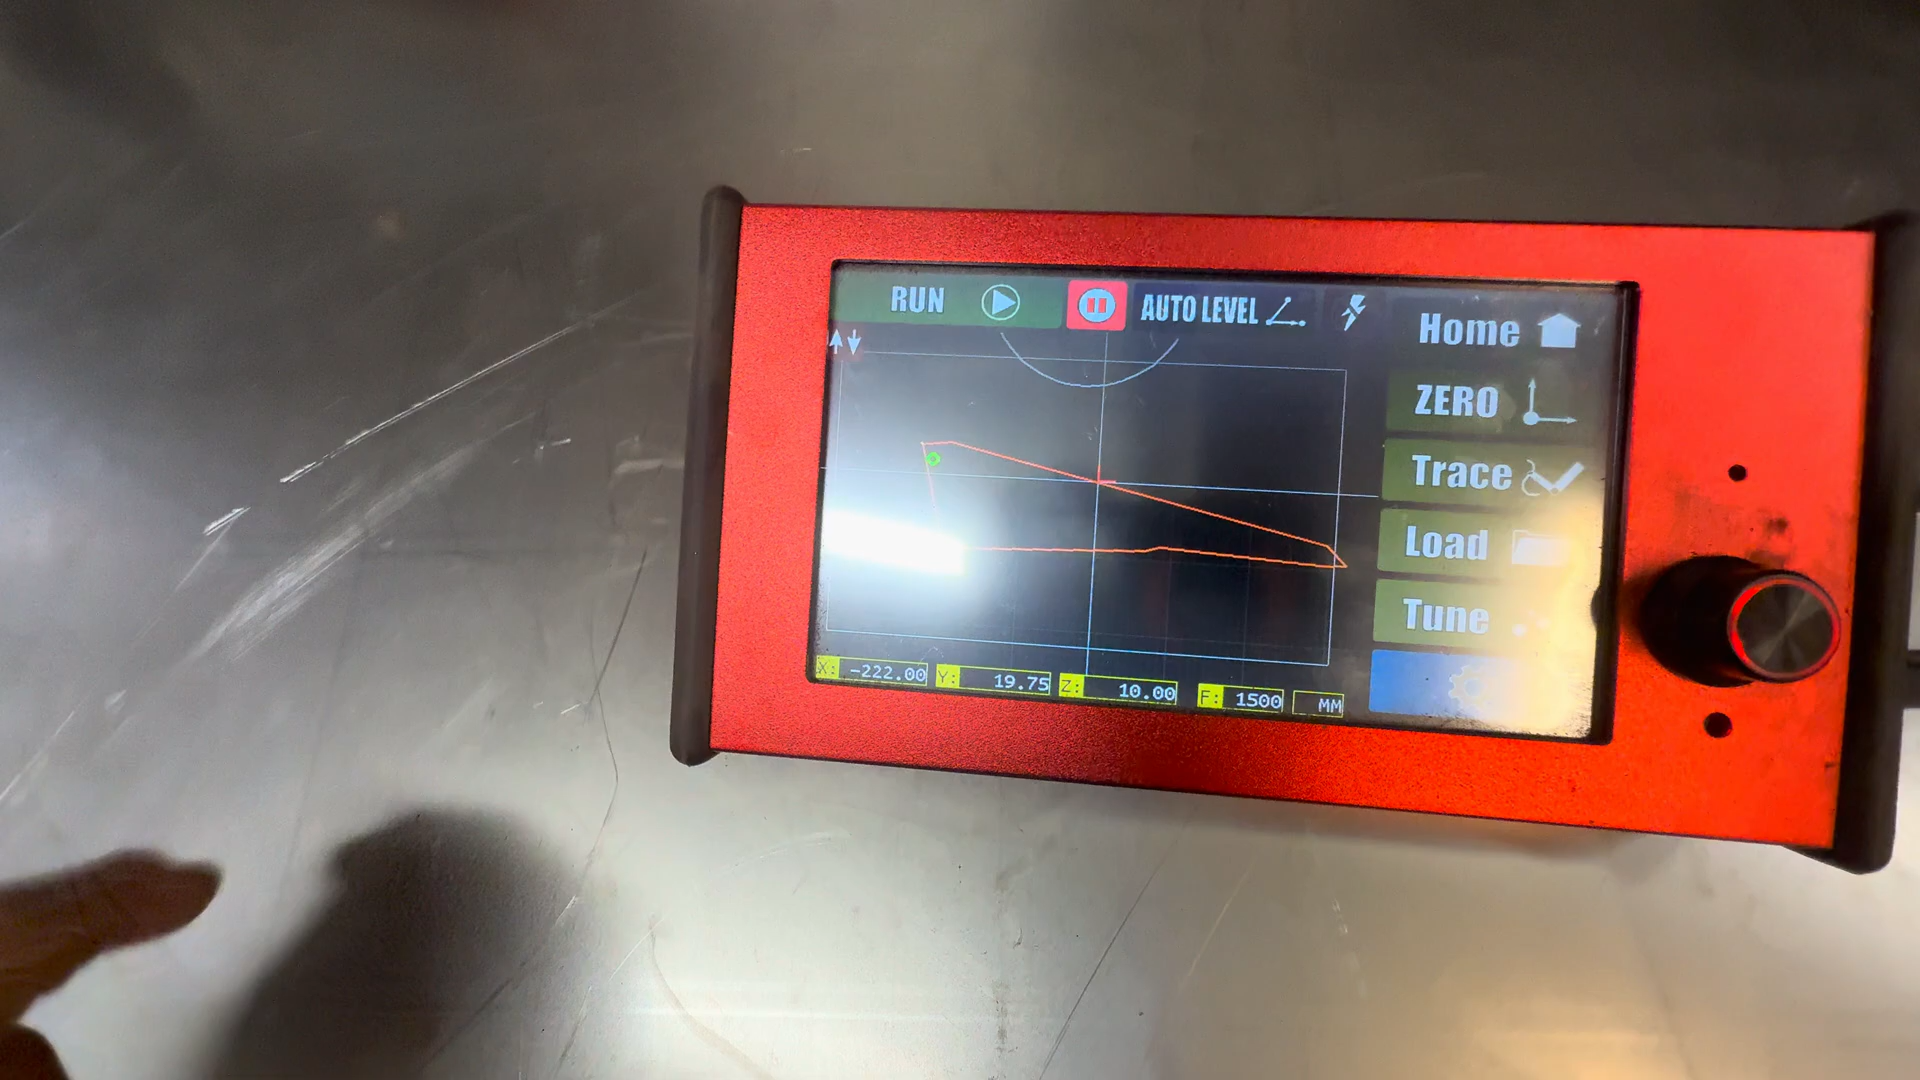 RUN AUTO LEVEL
Home
ZERO
Trace
Load
Tune
X: -222.00 Y: 19.75 Z: 10.00 F: 1500 MM